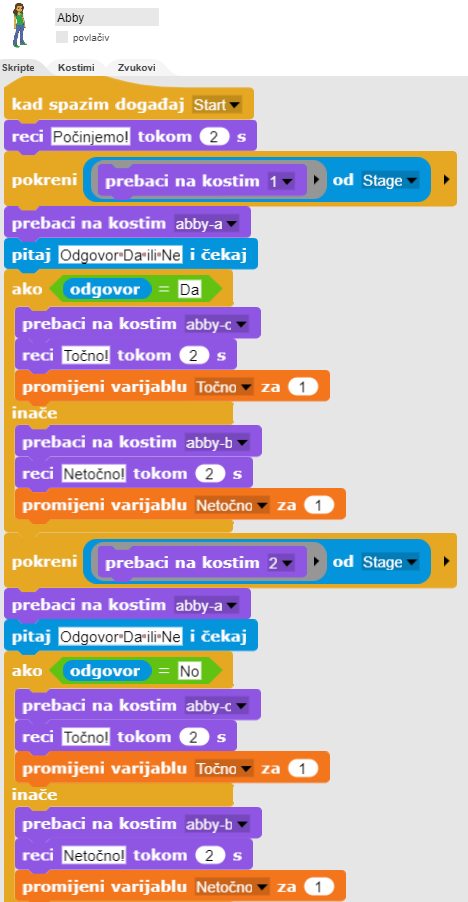 Abby
povlačiv
Skripte Kostimi Zvukovi
kad spazim događaj Start
reci Počinjemo! tokom 2 s
pokreni prebaci na kostim 1 od Stage
prebaci na kostim abby-a
pitaj Odgovor Da ili Ne i čekaj
ako odgovor = Da
prebaci na kostim abby-c
reci Točno! tokom 2 s
promijeni varijablu Točno za 1
inače
prebaci na kostim abby-b
reci Netočno! tokom 2 s
promijeni varijablu Netočno za 1
pokreni prebaci na kostim 2 od Stage
prebaci na kostim abby-a
pitaj Odgovor Da ili Ne i čekaj
ako odgovor = No
prebaci na kostim abby-c
reci Točno! tokom 2 s
promijeni varijablu Točno za 1
inače
prebaci na kostim abby-b
reci Netočno! tokom 2 s
promijeni varijablu Netočno za 1